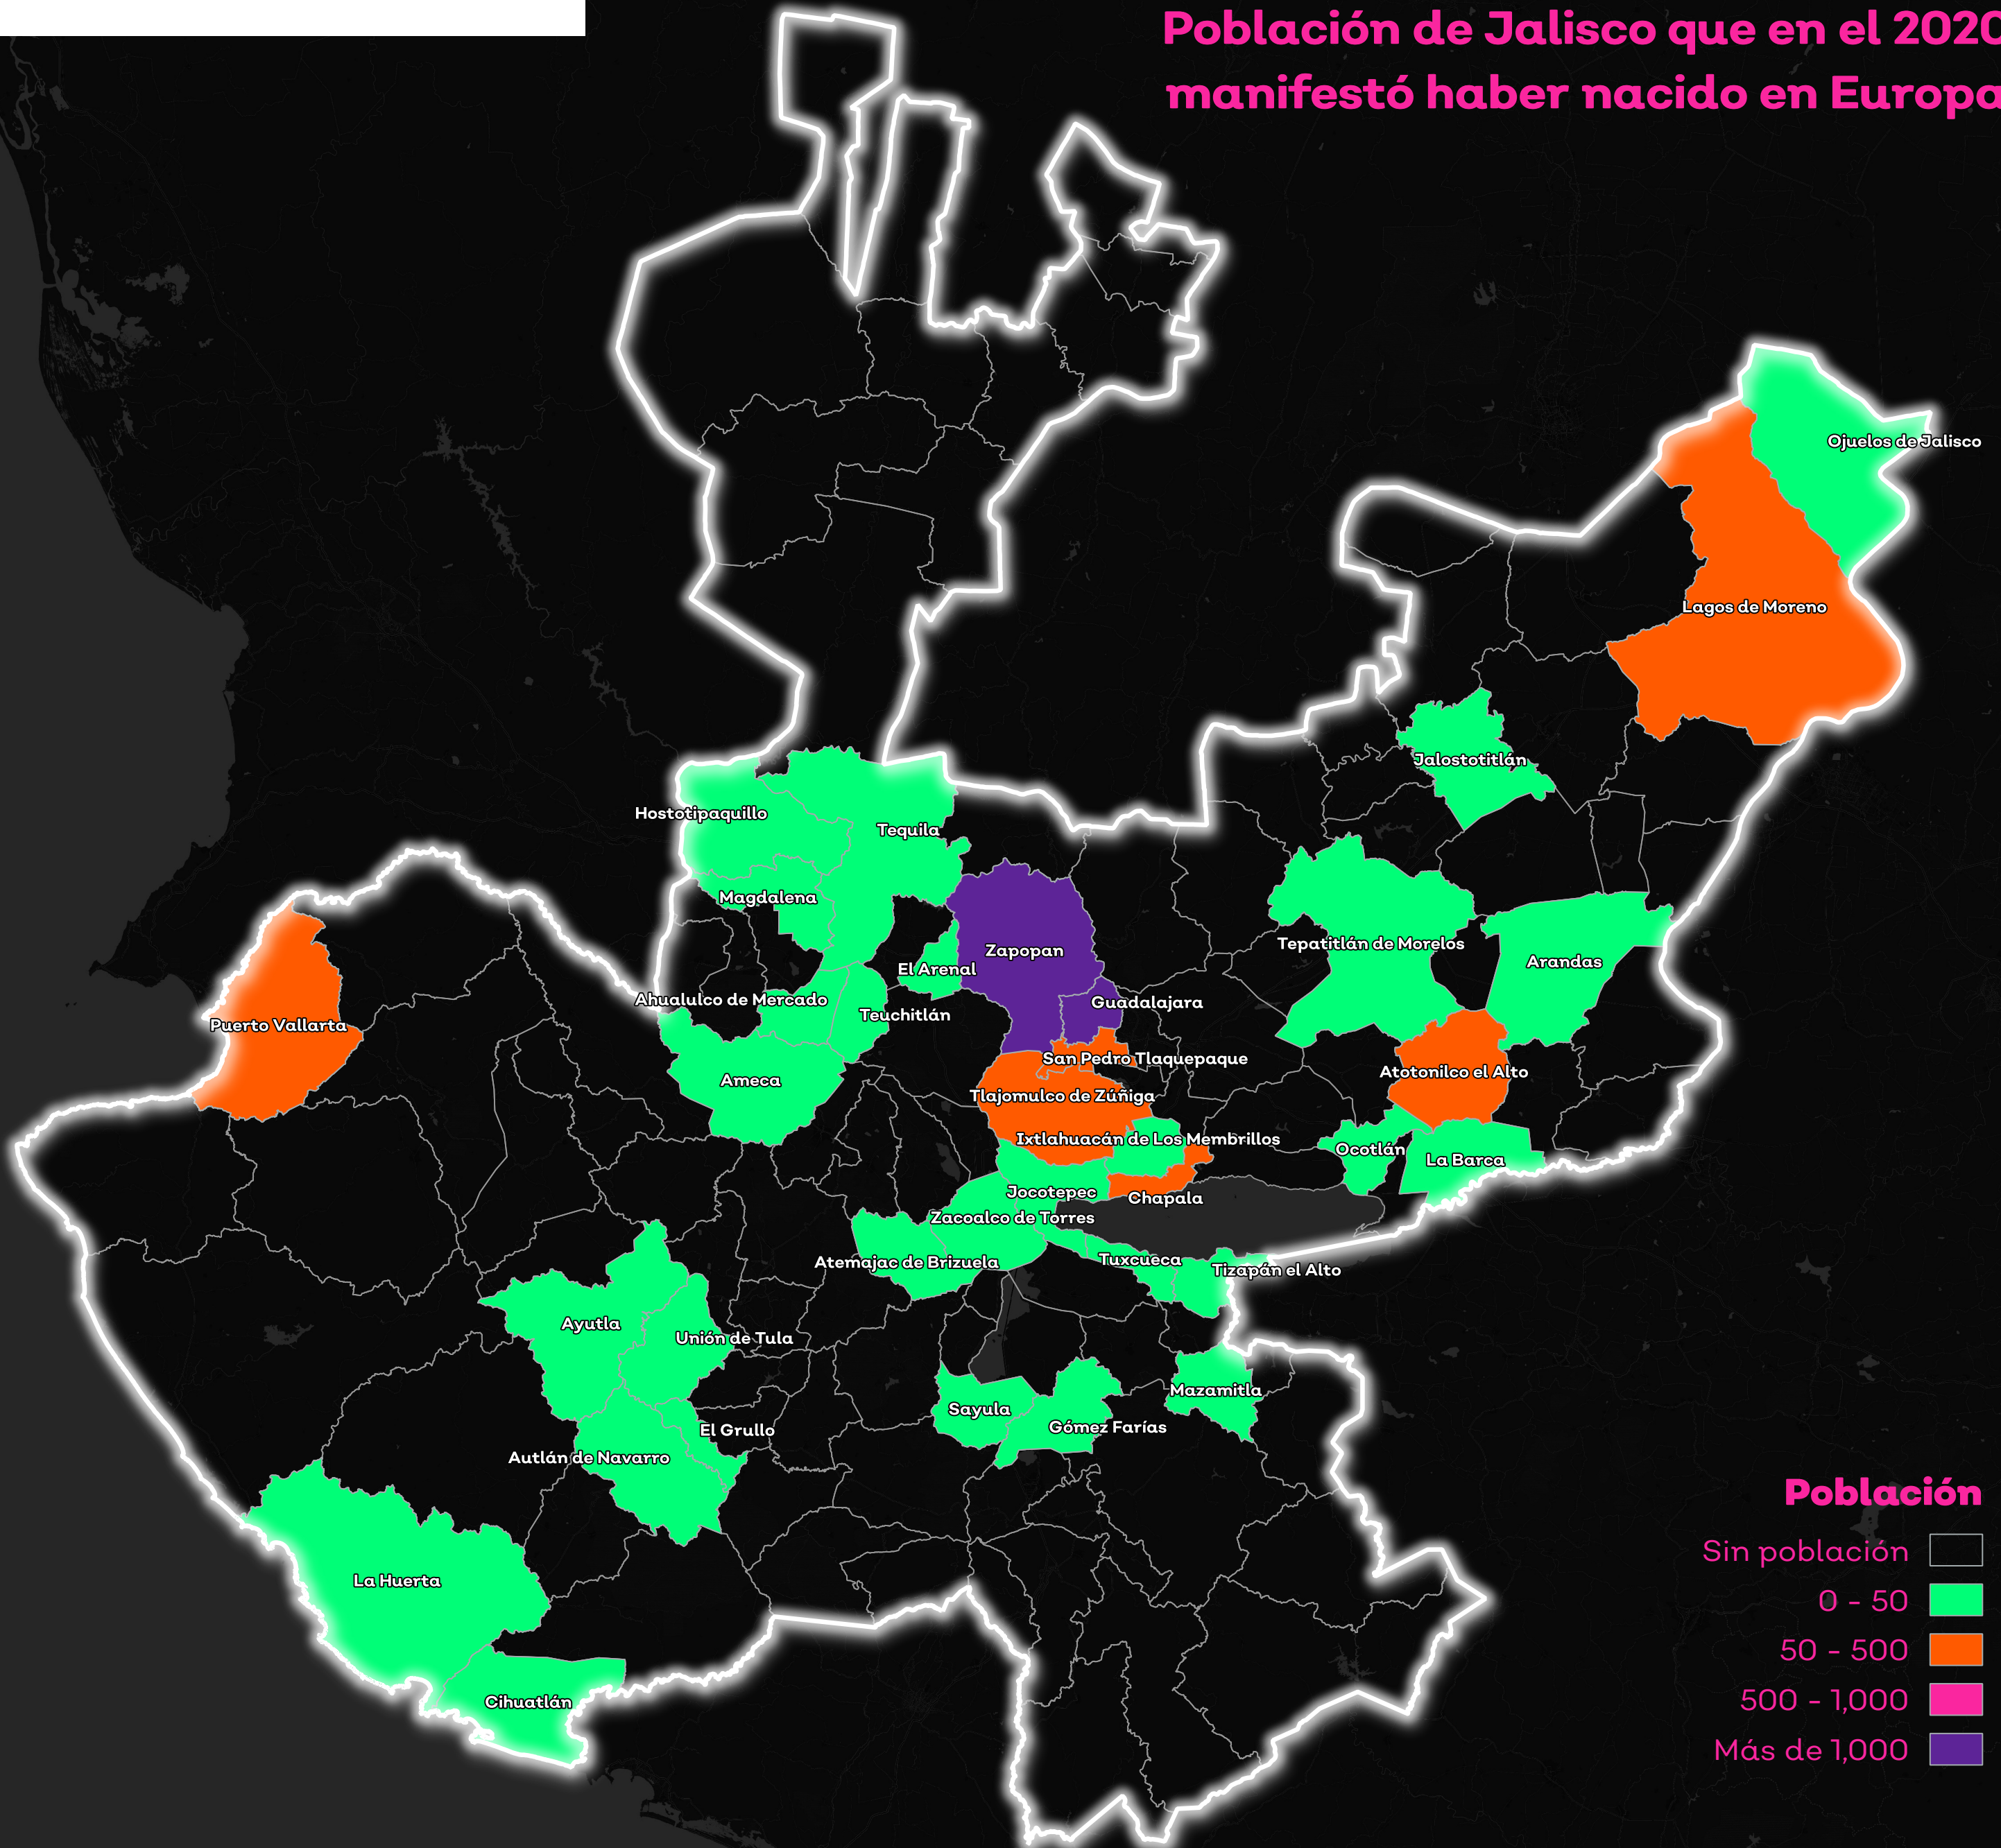 Población de Jalisco que en el 2020
manifestó haber nacido en Europa
Ojuelos de Jalisco
Lagos de Moreno
Jalostotitlán
Hostotipaquillo
Tequila
Magdalena
Tepatitlán de Morelos
Zapopan
Arandas
El Arenal
Ahualulco de Mercado
Guadalajara
Teuchitlán
Puerto Vallarta
San Pedro Tlaquepaque
Atotonilco el Alto
Ameca
Tlajomulco de Zúñiga
Ixtlahuacán de Los Membrillos
Ocotlán
La Barca
Jocotepec
Chapala
Zacoalco de Torres
Atemajac de Brizuela
Tuxcueca
Tizapán el Alto
Ayutla
Unión de Tula
Mazamitla
Sayula
Gómez Farías
El Grullo
Autlán de Navarro
La Huerta
Cihuatlán
Población
Sin población
0 - 50
50 - 500
500 - 1,000
Más de 1,000